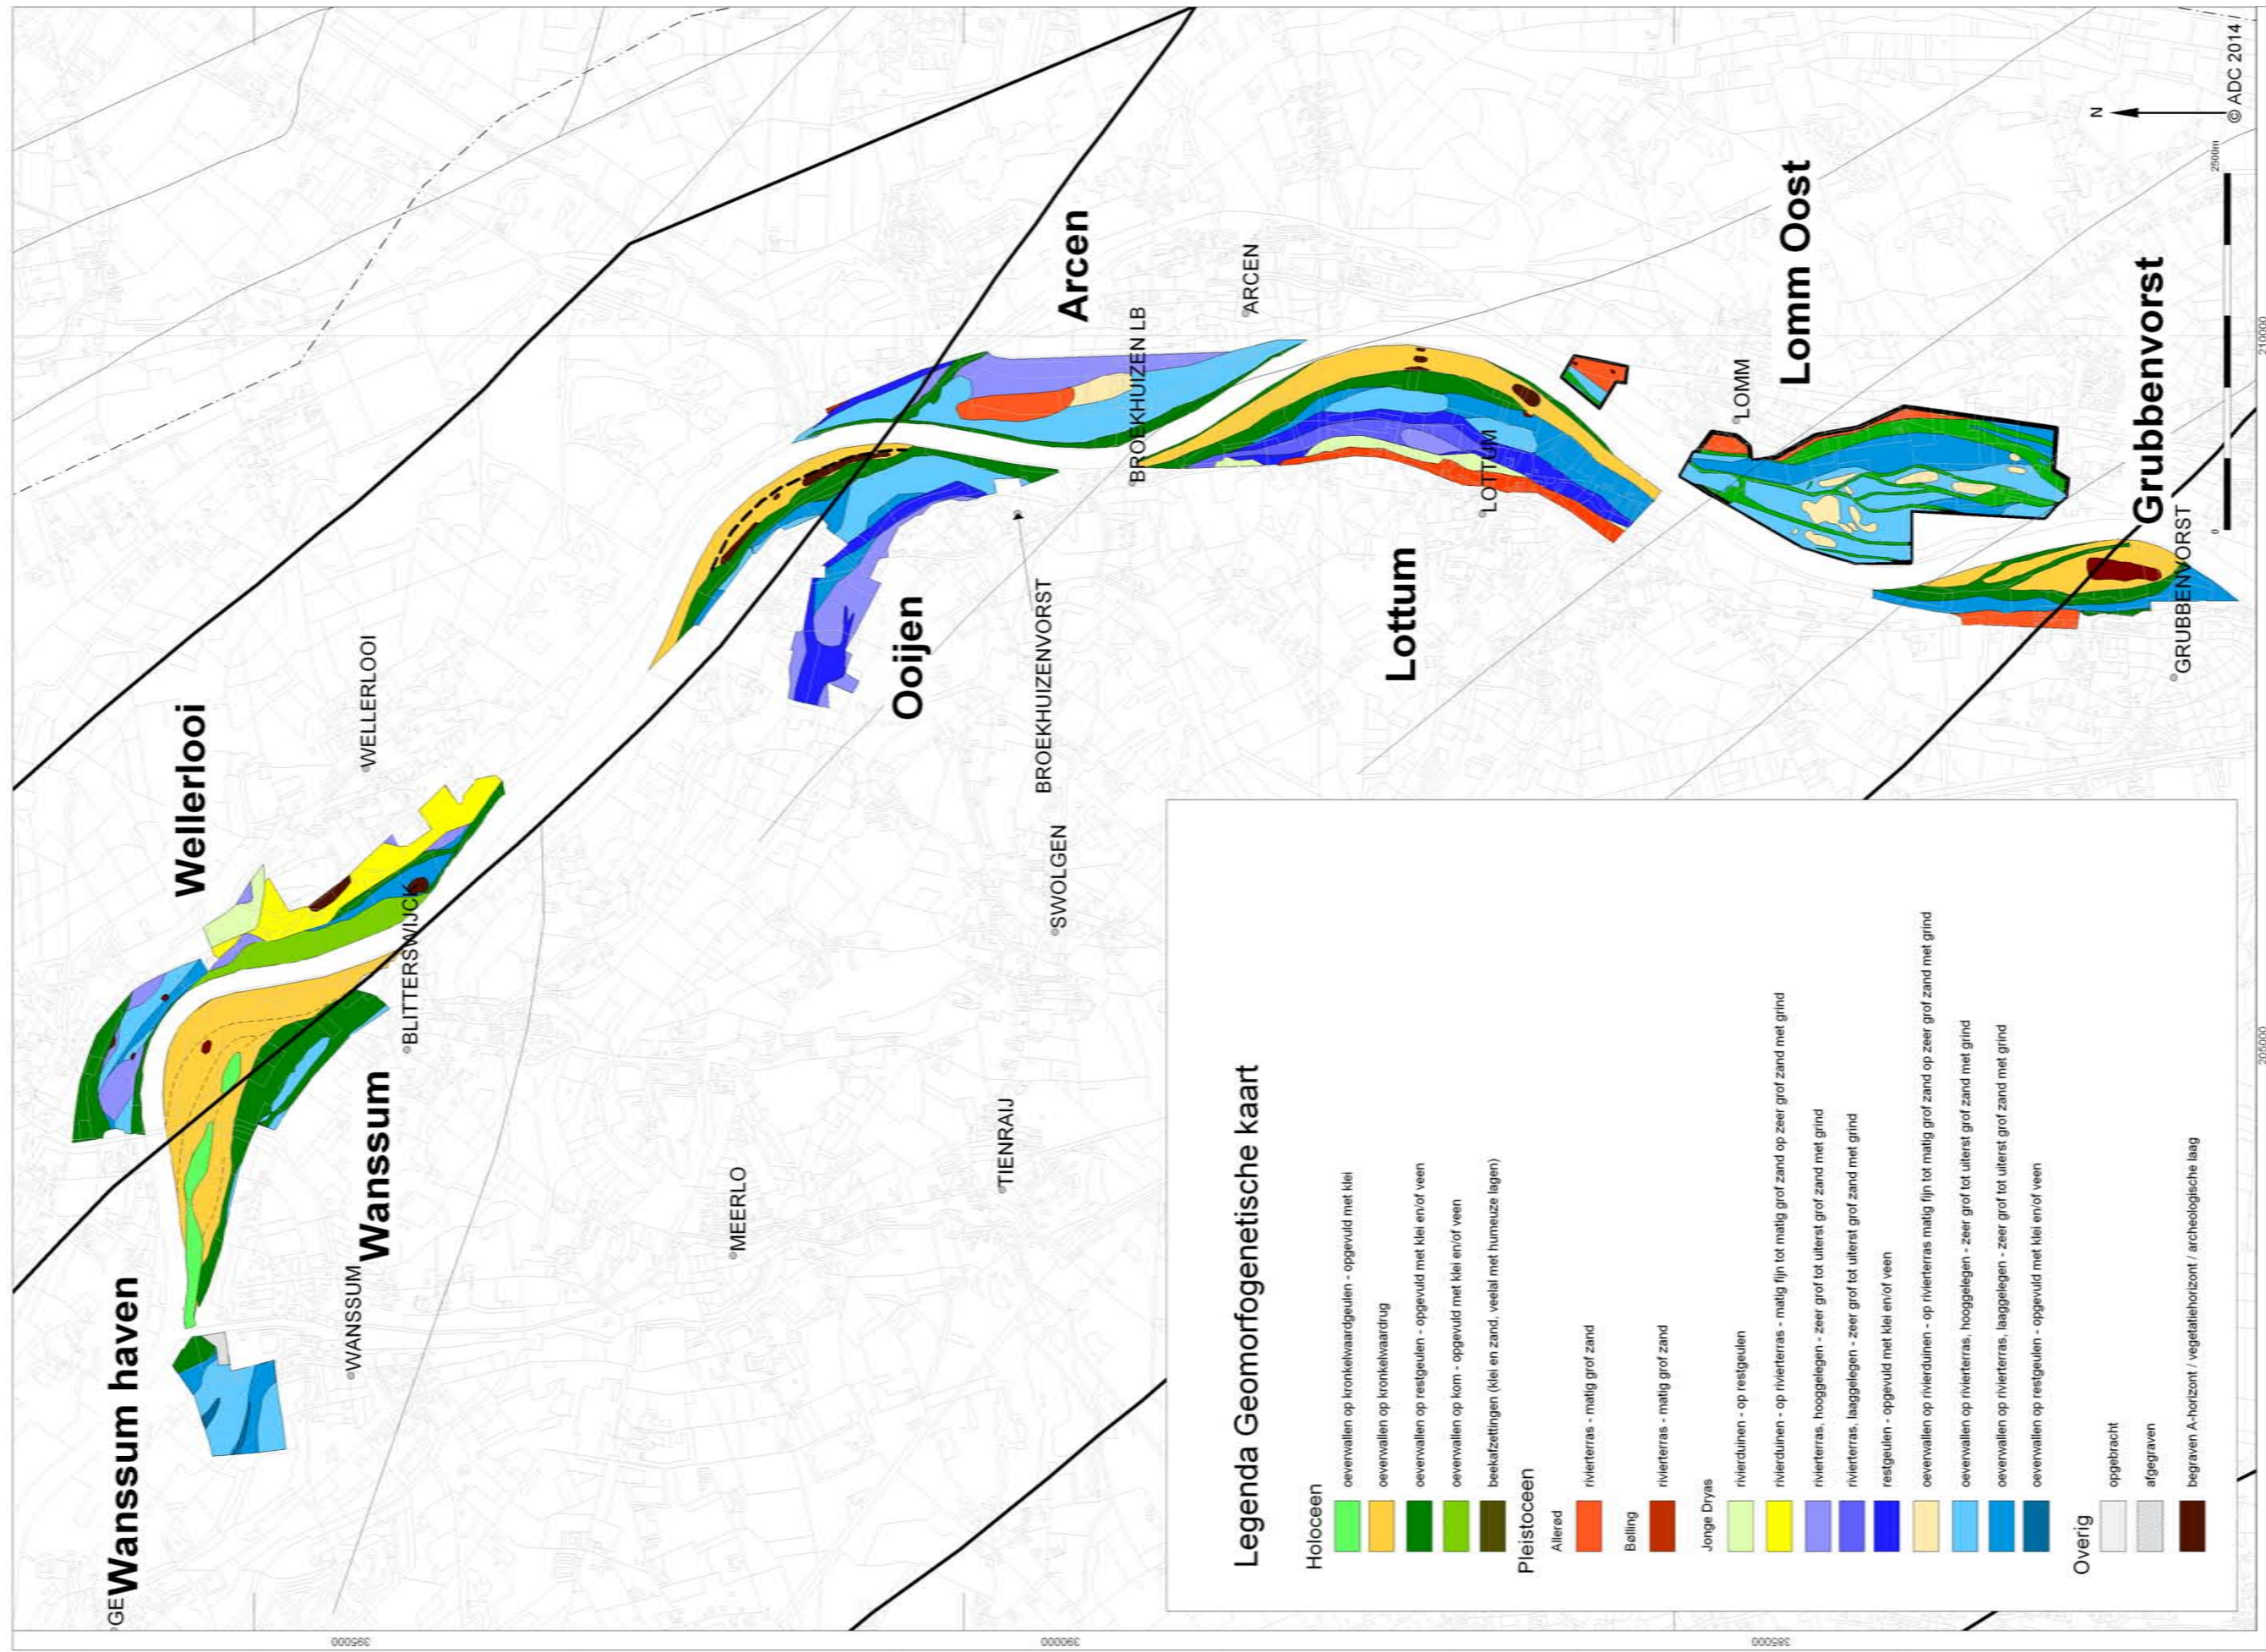 GE
Wanssum haven
WANSSUM
Wanssum
BLITTERSWIJCK
Wellerlooi
WELLERLOOI
MEERLO
TIENRAIJ
SWOLGEN
BROEKHUIZENVORST
Ooijen
Arcen
BROEKHUIZEN LB
ARCEN
Lottum
LOTTUM
LOMM
Lomm Oost
Grubbenvorst
GRUBBENVORST
395000
390000
385000
205000
210000
N
0
2500m
© ADC 2014
Legenda Geomorfogenetische kaart
Holoceen
oeverwallen op kronkelwaardgeulen - opgevuld met klei
oeverwallen op kronkelwaardrug
oeverwallen op restgeulen - opgevuld met klei en/of veen
oeverwallen op kom - opgevuld met klei en/of veen
beekafzettingen (klei en zand, veelal met humeuze lagen)
Pleistoceen
Allerød
rivierterras - matig grof zand
Bølling
rivierterras - matig grof zand
Jonge Dryas
rivierduinen - op restgeulen
rivierduinen - op rivierterras - matig fijn tot matig grof zand op zeer grof zand met grind
rivierterras, hooggelegen - zeer grof tot uiterst grof zand met grind
rivierterras, laaggelegen - zeer grof tot uiterst grof zand met grind
restgeulen - opgevuld met klei en/of veen
oeverwallen op rivierduinen - op rivierterras matig fijn tot matig grof zand op zeer grof zand met grind
oeverwallen op rivierterras, hooggelegen - zeer grof tot uiterst grof zand met grind
oeverwallen op rivierterras, laaggelegen - zeer grof tot uiterst grof zand met grind
oeverwallen op restgeulen - opgevuld met klei en/of veen
Overig
opgebracht
afgegraven
begraven A-horizont / vegetatiehorizont / archeologische laag